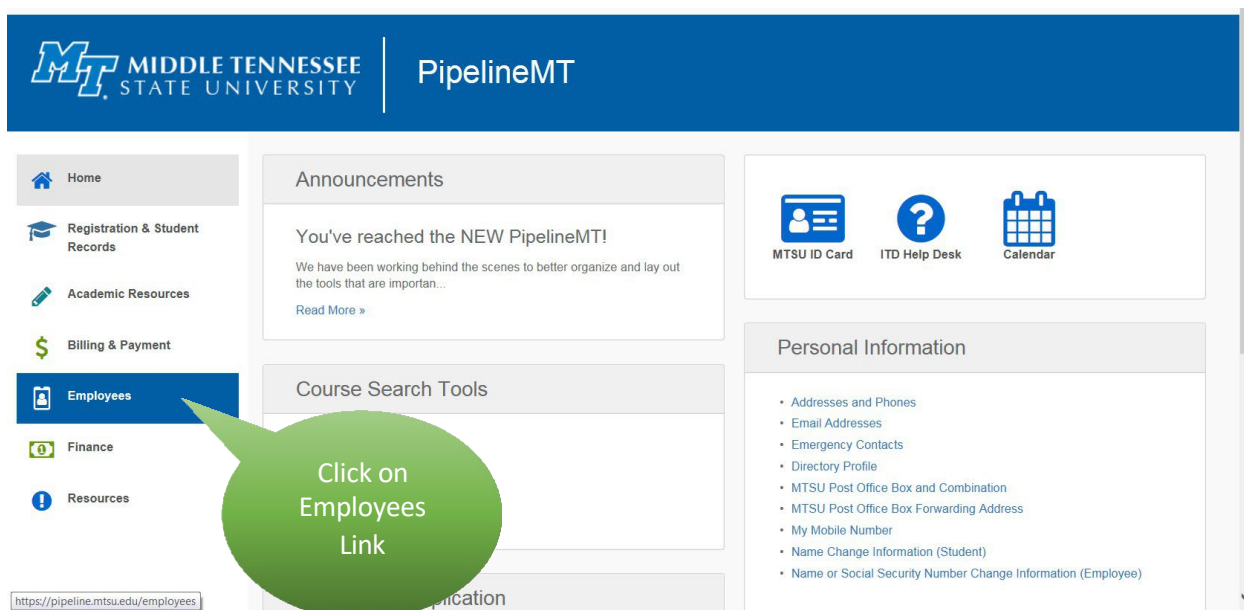 MT MIDDLE TENNESSEE
STATE UNIVERSITY
PipelineMT
Home
Registration & Student
Records
Academic Resources
Billing & Payment
Employees
Finance
Resources
https://pipeline.mtsu.edu/employees
Announcements
You've reached the NEW PipelineMT!
We have been working behind the scenes to better organize and lay out
the tools that are importan...
Read More »
Course Search Tools
Click on
Employees
Link
MTSU ID Card
ITD Help Desk
Calendar
Personal Information
• Addresses and Phones
• Email Addresses
• Emergency Contacts
• Directory Profile
• MTSU Post Office Box and Combination
• MTSU Post Office Box Forwarding Address
• My Mobile Number
• Name Change Information (Student)
• Name or Social Security Number Change Information (Employee)